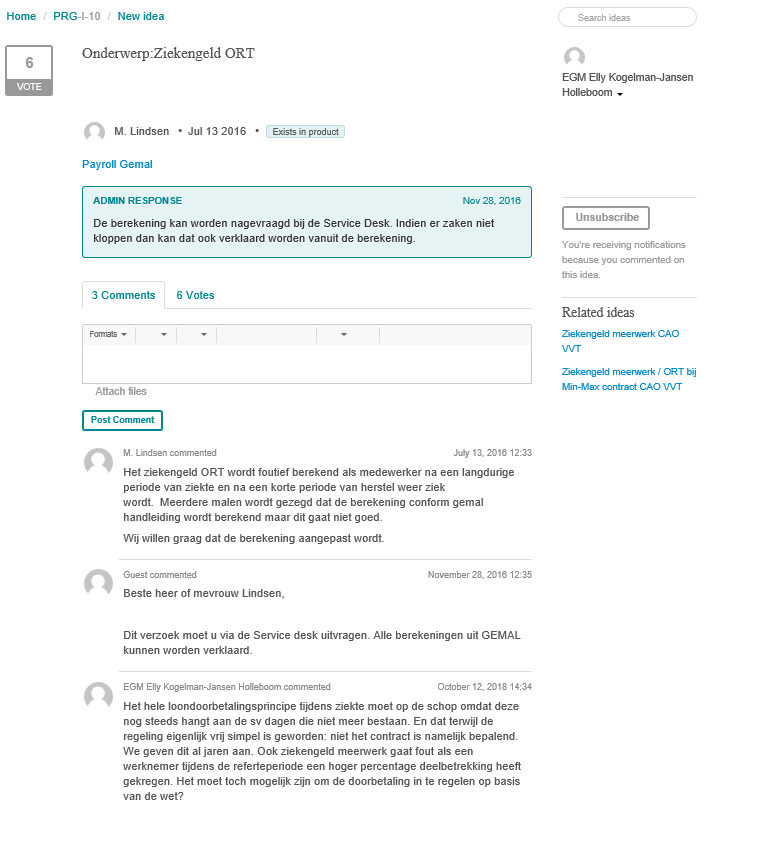 Home / PRG-I-10 / New idea
Search ideas
6
VOTE
Onderwerp:Ziekengeld ORT
EGM Elly Kogelman-Jansen
Holleboom
M. Lindsen • Jul 13 2016 • Exists in product
Payroll Gemal
ADMIN RESPONSE Nov 28, 2016
De berekening kan worden nagevraagd bij de Service Desk. Indien er zaken niet
kloppen dan kan dat ook verklaard worden vanuit de berekening.
Unsubscribe
You're receiving notifications
because you commented on
this idea.
Related ideas
Ziekengeld meerwerk CAO
VVT
Ziekengeld meerwerk / ORT bij
Min-Max contract CAO VVT
3 Comments 6 Votes
Formats
Attach files
Post Comment
M. Lindsen commented July 13, 2016 12:33
Het ziekengeld ORT wordt foutief berekend als medewerker na een langdurige
periode van ziekte en na een korte periode van herstel weer ziek
wordt. Meerdere malen wordt gezegd dat de berekening conform gemal
handleiding wordt berekend maar dit gaat niet goed.
Wij willen graag dat de berekening aangepast wordt.
Guest commented November 28, 2016 12:35
Beste heer of mevrouw Lindsen,
Dit verzoek moet u via de Service desk uitvragen. Alle berekeningen uit GEMAL
kunnen worden verklaard.
EGM Elly Kogelman-Jansen Holleboom commented October 12, 2018 14:34
Het hele loondoorbetalingsprincipe tijdens ziekte moet op de schop omdat deze
nog steeds hangt aan de sv dagen die niet meer bestaan. En dat terwijl de
regeling eigenlijk vrij simpel is geworden: niet het contract is namelijk bepalend.
We geven dit al jaren aan. Ook ziekengeld meerwerk gaat fout als een
werknemer tijdens de referteperiode een hoger percentage deelbetrekking heeft
gekregen. Het moet toch mogelijk zijn om de doorbetaling in te regelen op basis
van de wet?